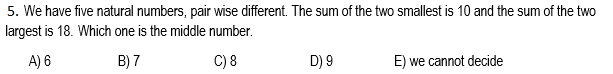 5. We have five natural numbers, pair wise different. The sum of the two smallest is 10 and the sum of the two
largest is 18. Which one is the middle number.
A) 6 B) 7 C) 8 D) 9 E) we cannot decide